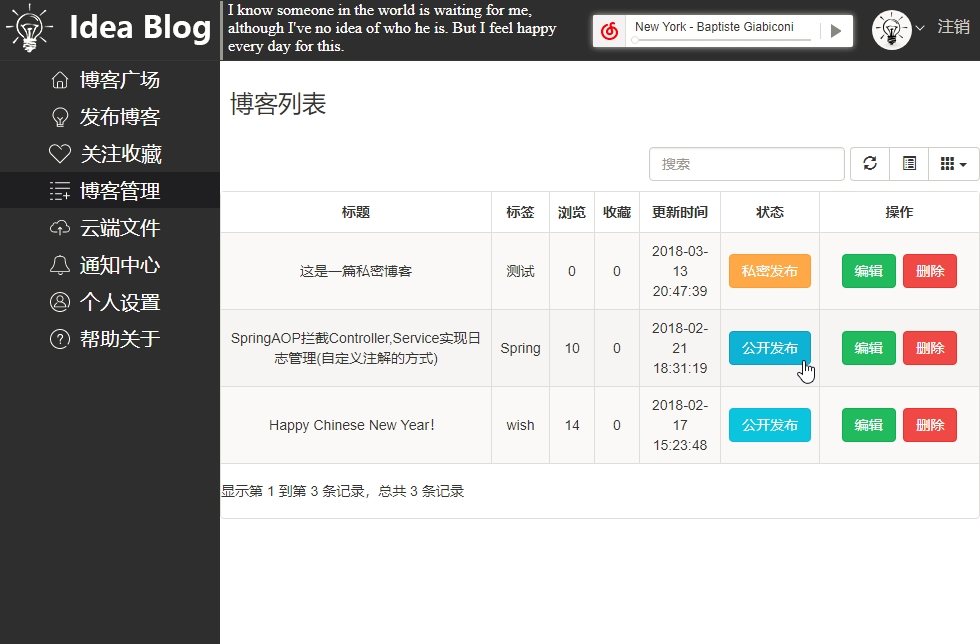 Idea Blog
I know someone in the world is waiting for me,
although I've no idea of who he is. But I feel happy
every day for this.
New York - Baptiste Giabiconi
注销
博客广场
发布博客
关注收藏
博客管理
云端文件
通知中心
个人设置
帮助关于
博客列表
搜索
标题 标签 浏览 收藏 更新时间 状态 操作
这是一篇私密博客 测试 0 0 2018-03-
13
20:47:39 私密发布 编辑 删除
SpringAOP拦截Controller,Service实现日
志管理(自定义注解的方式) Spring 10 0 2018-02-
21
18:31:19 公开发布 编辑 删除
Happy Chinese New Year! wish 14 0 2018-02-
17
15:23:48 公开发布 编辑 删除
显示第 1 到第 3 条记录，总共 3 条记录